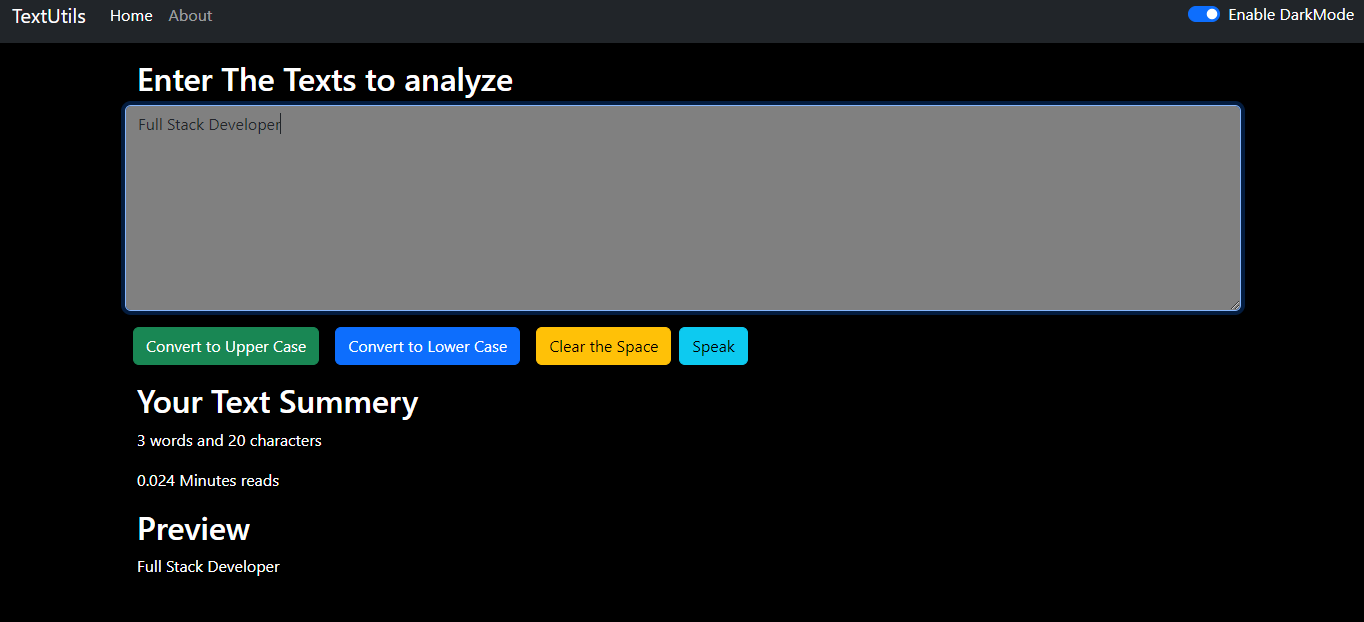 TextUtils Home About Enable DarkMode
Enter The Texts to analyze
Full Stack Developer
Convert to Upper Case Convert to Lower Case Clear the Space Speak
Your Text Summery
3 words and 20 characters
0.024 Minutes reads
Preview
Full Stack Developer